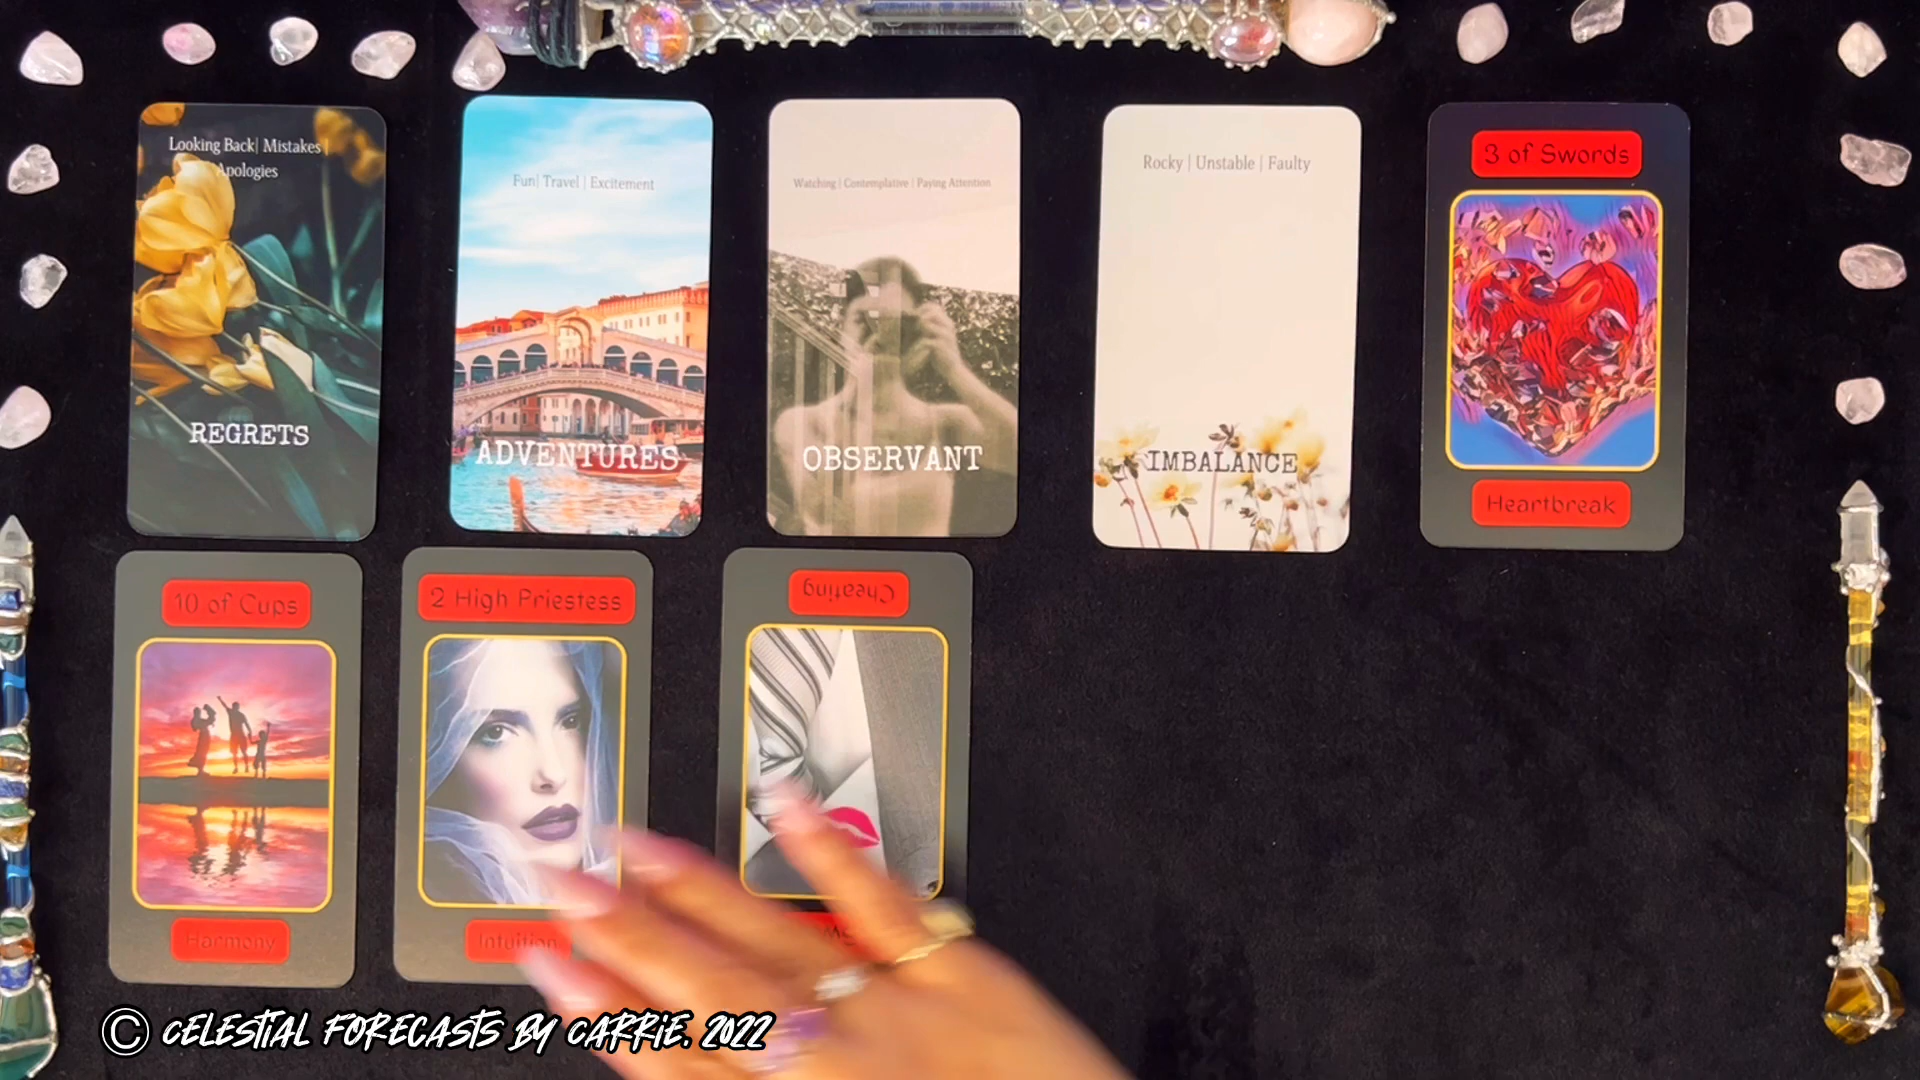 Looking Back| Mistakes |
Apologies
REGRETS
Fun| Travel | Excitement
ADVENTURES
Watching | Contemplative | Paying Attention
OBSERVANT
Rocky | Unstable | Faulty
IMBALANCE
3 of Swords
Heartbreak
10 of Cups
Harmony
2 High Priestess
Intuition
Cheating
© CELESTIAL FORECASTS BY CARRIE. 2022